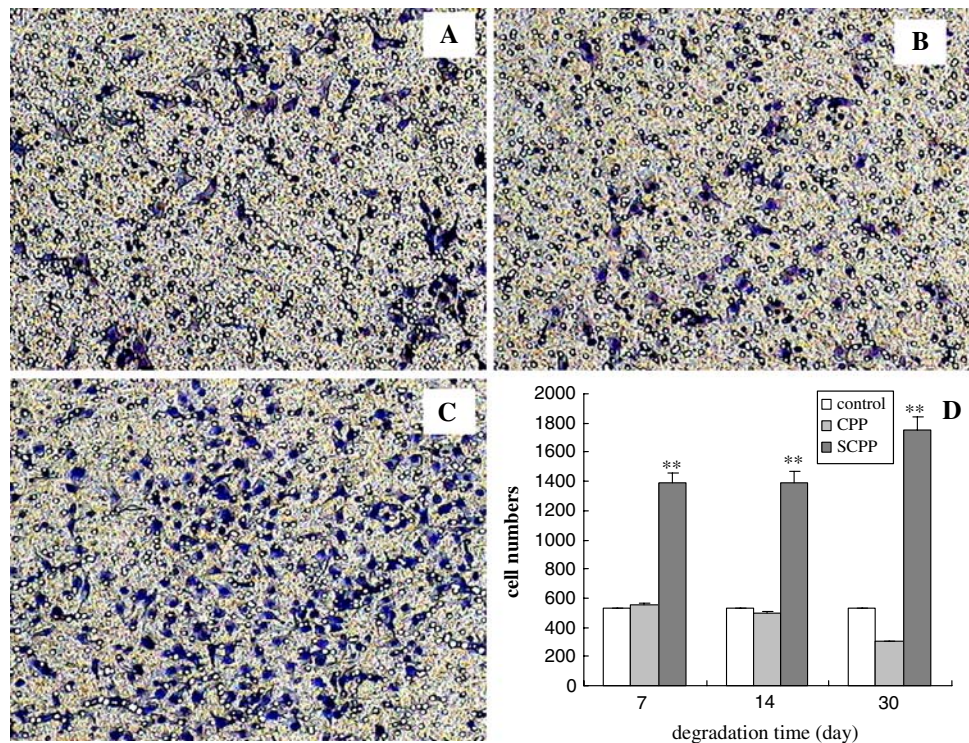 A
B
C
D
2000
1800
1600
1400
1200
1000
800
600
400
200
0
cell numbers
control
CPP
SCPP
**
**
**
7
14
30
degradation time (day)